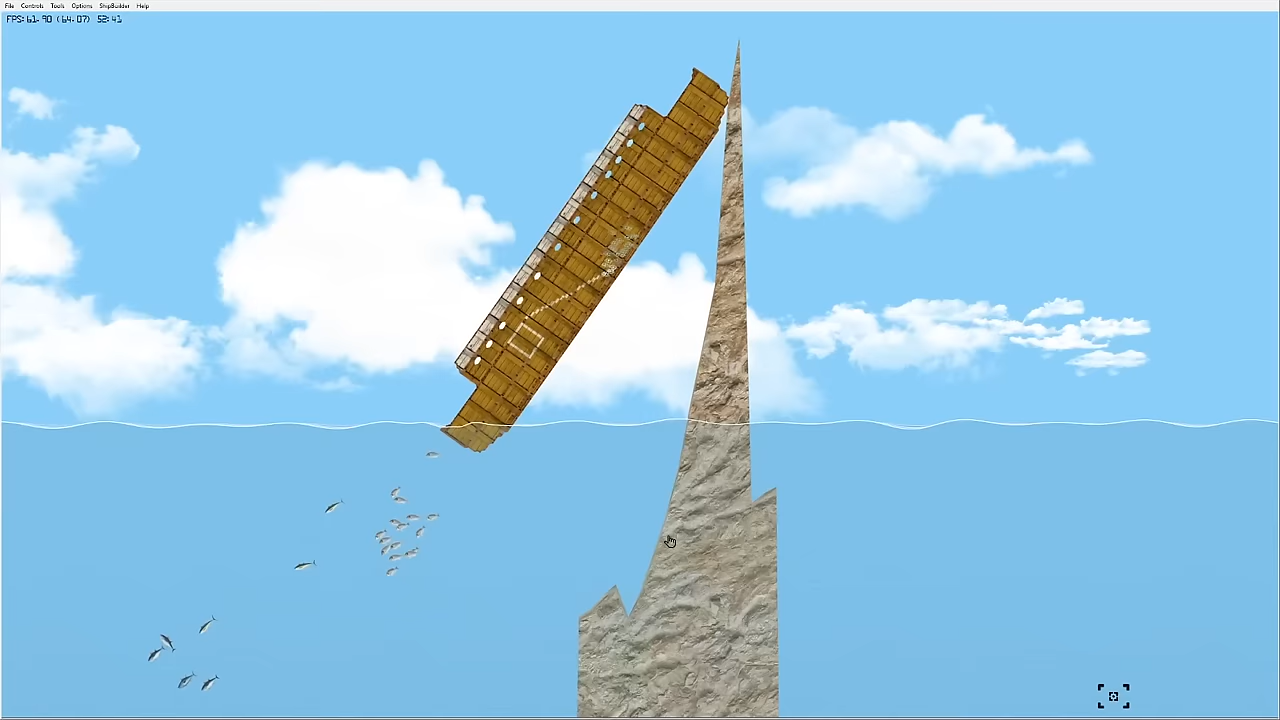 File Controls Tools Options ShipBuilder Help
FPS:61.90 (64.07) 52:41